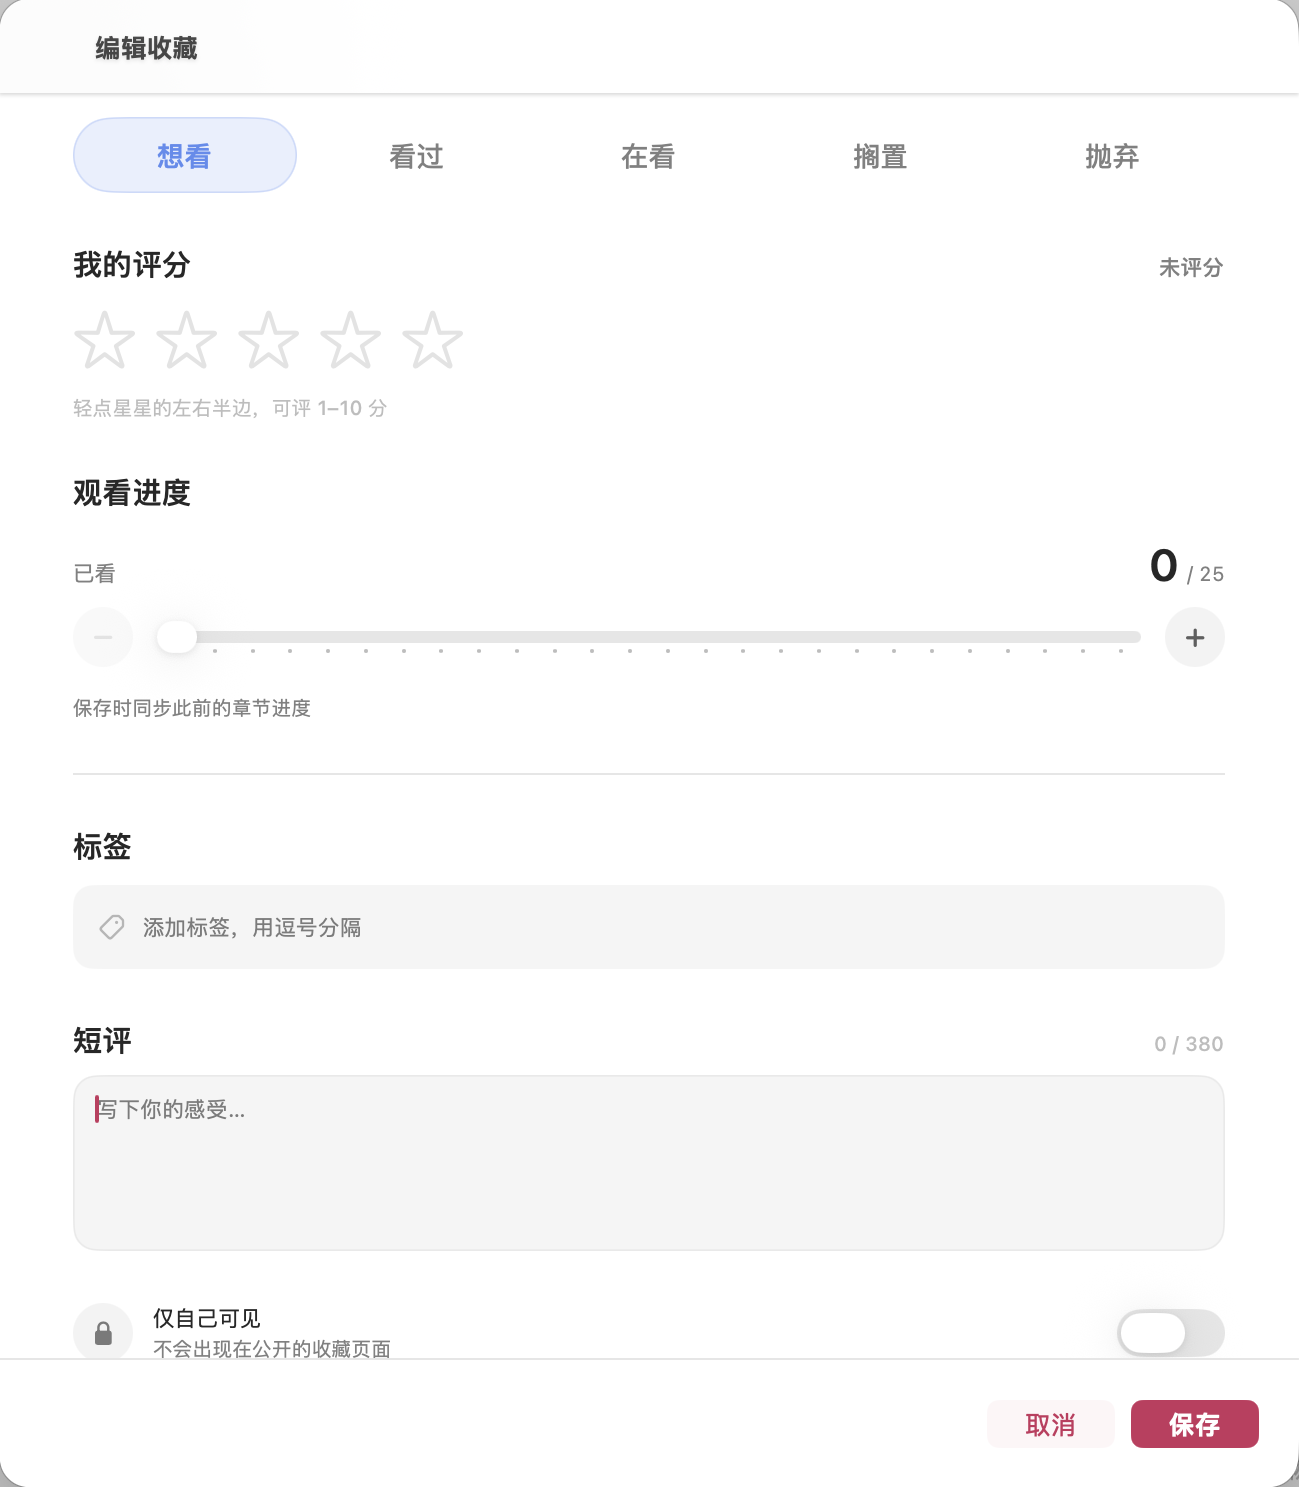 编辑收藏
想看 看过 在看 搁置 抛弃
我的评分 未评分
轻点星星的左右半边，可评 1–10 分
观看进度
已看 0 / 25
保存时同步此前的章节进度
标签
添加标签，用逗号分隔
短评 0 / 380
写下你的感受...
仅自己可见
不会出现在公开的收藏页面
取消 保存